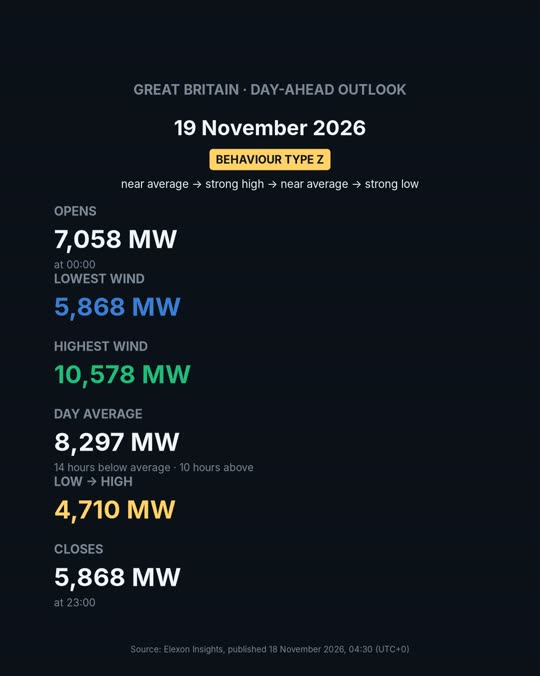 GREAT BRITAIN · DAY-AHEAD OUTLOOK
19 November 2026
BEHAVIOUR TYPE Z
near average → strong high → near average → strong low
OPENS
7,058 MW
at 00:00
LOWEST WIND
5,868 MW
HIGHEST WIND
10,578 MW
DAY AVERAGE
8,297 MW
14 hours below average · 10 hours above
LOW → HIGH
4,710 MW
CLOSES
5,868 MW
at 23:00
Source: Elexon Insights, published 18 November 2026, 04:30 (UTC+0)